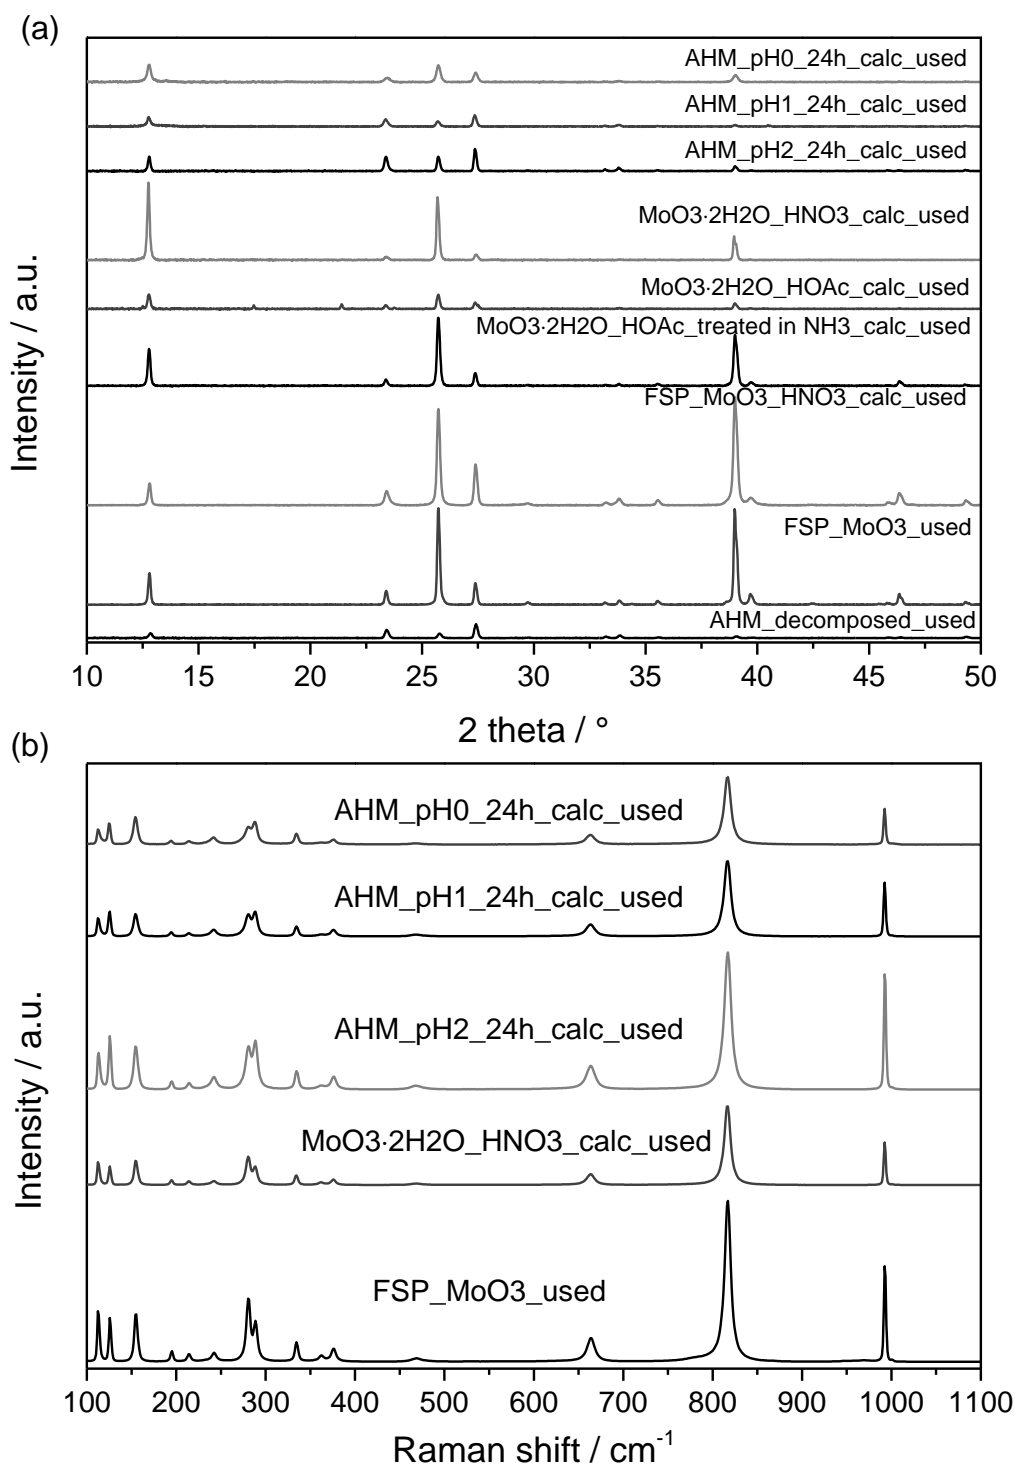 (a)
AHM_pH0_24h_calc_used
AHM_pH1_24h_calc_used
AHM_pH2_24h_calc_used
MoO3·2H2O_HNO3_calc_used
MoO3·2H2O_HOAc_calc_used
MoO3·2H2O_HOAc_treated in NH3_calc_used
FSP_MoO3_HNO3_calc_used
FSP_MoO3_used
AHM_decomposed_used
Intensity / a.u.
10 15 20 25 30 35 40 45 50
2 theta / °
(b)
AHM_pH0_24h_calc_used
AHM_pH1_24h_calc_used
AHM_pH2_24h_calc_used
MoO3·2H2O_HNO3_calc_used
FSP_MoO3_used
Intensity / a.u.
100 200 300 400 500 600 700 800 900 1000 1100
Raman shift / cm⁻¹